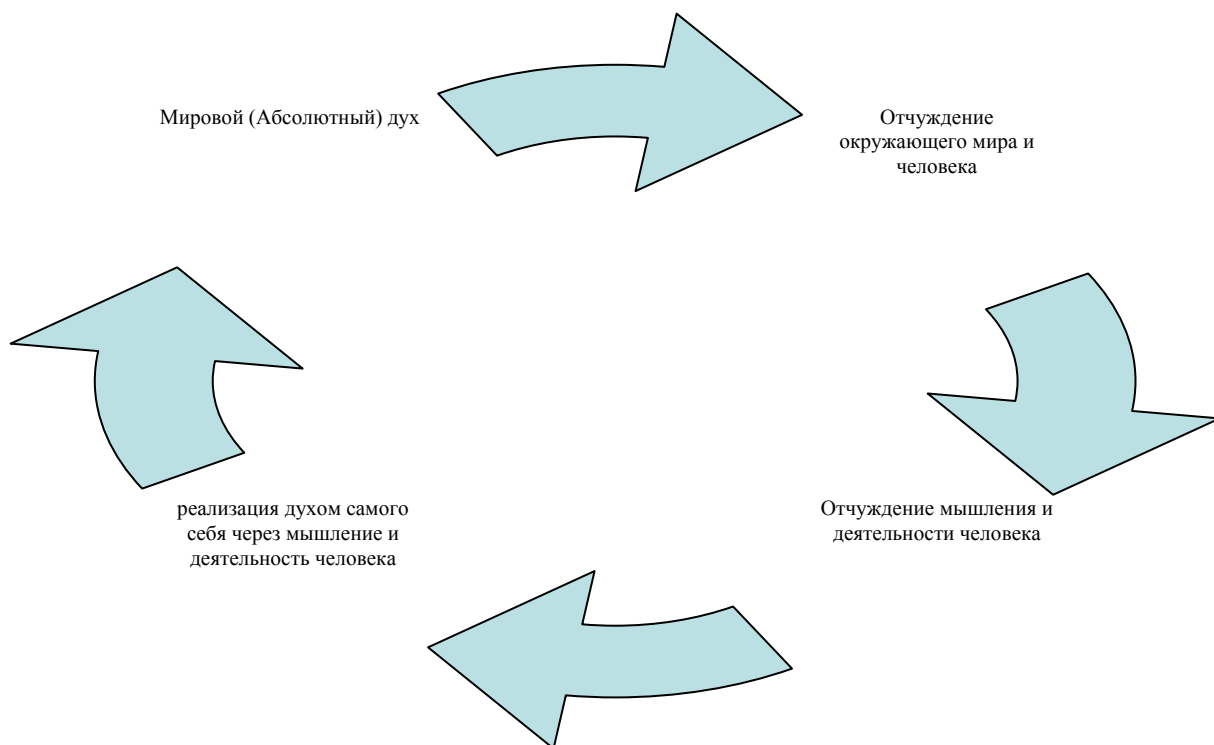 Мировой (Абсолютный) дух
Отчуждение
окружающего мира и
человека
Отчуждение мышления и
деятельности человека
реализация духом самого
себя через мышление и
деятельность человека